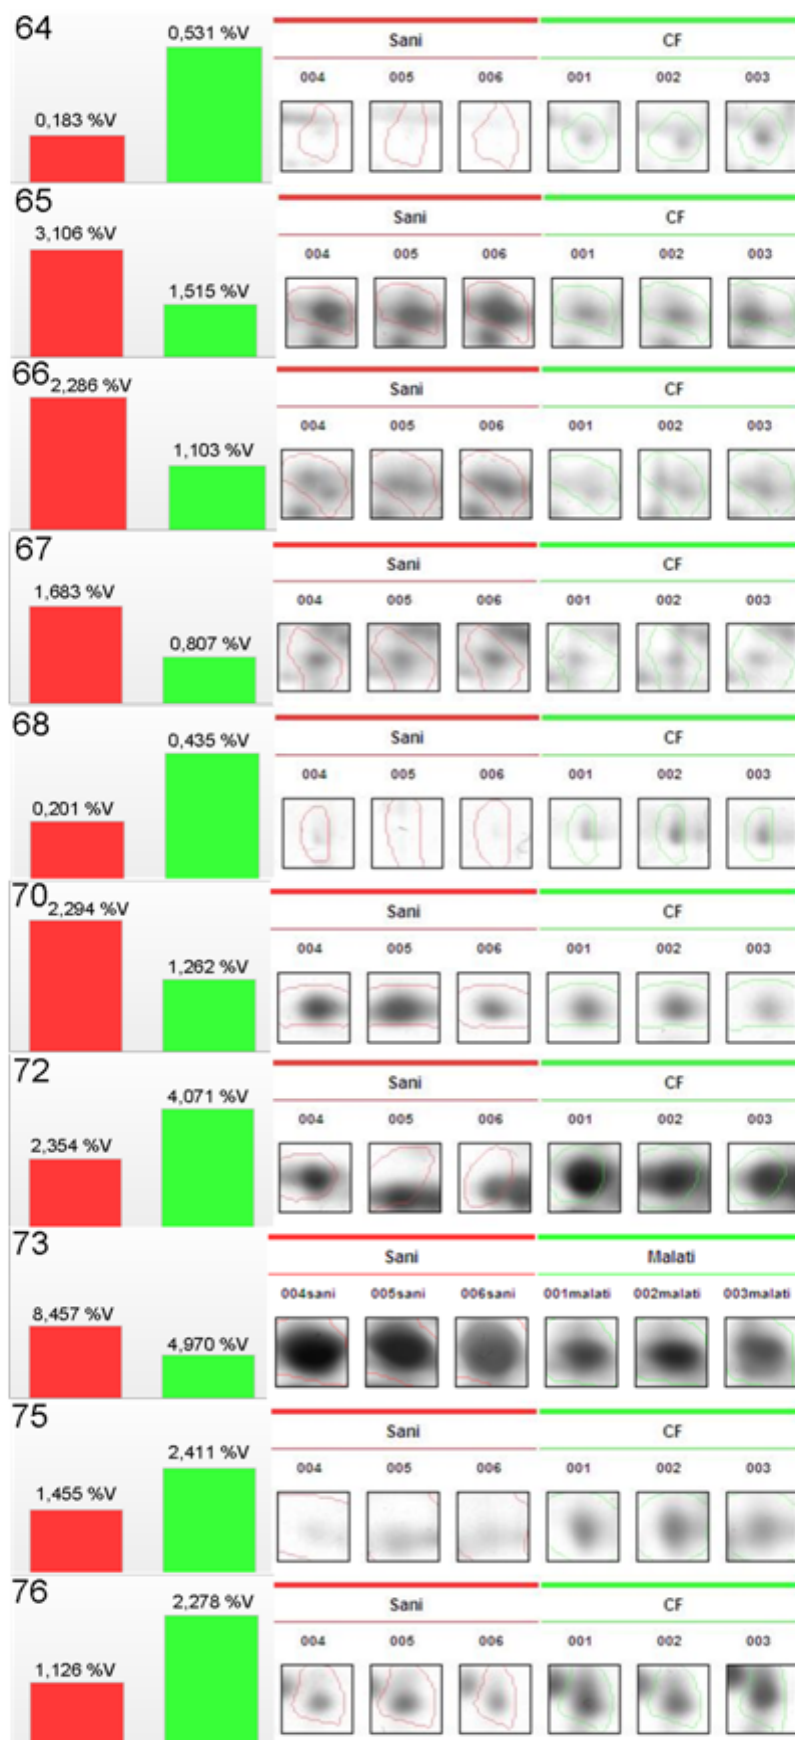 64
0,531 %V
0,183 %V
Sani CF
004 005 006 001 002 003
65
3,106 %V
1,515 %V
Sani CF
004 005 006 001 002 003
66
2,286 %V
1,103 %V
Sani CF
004 005 006 001 002 003
67
1,683 %V
0,807 %V
Sani CF
004 005 006 001 002 003
68
0,435 %V
0,201 %V
Sani CF
004 005 006 001 002 003
70
2,294 %V
1,262 %V
Sani CF
004 005 006 001 002 003
72
4,071 %V
2,354 %V
Sani CF
004 005 006 001 002 003
73
8,457 %V
4,970 %V
Sani Malati
004sani 005sani 006sani 001malati 002malati 003malati
75
2,411 %V
1,455 %V
Sani CF
004 005 006 001 002 003
76
2,278 %V
1,126 %V
Sani CF
004 005 006 001 002 003